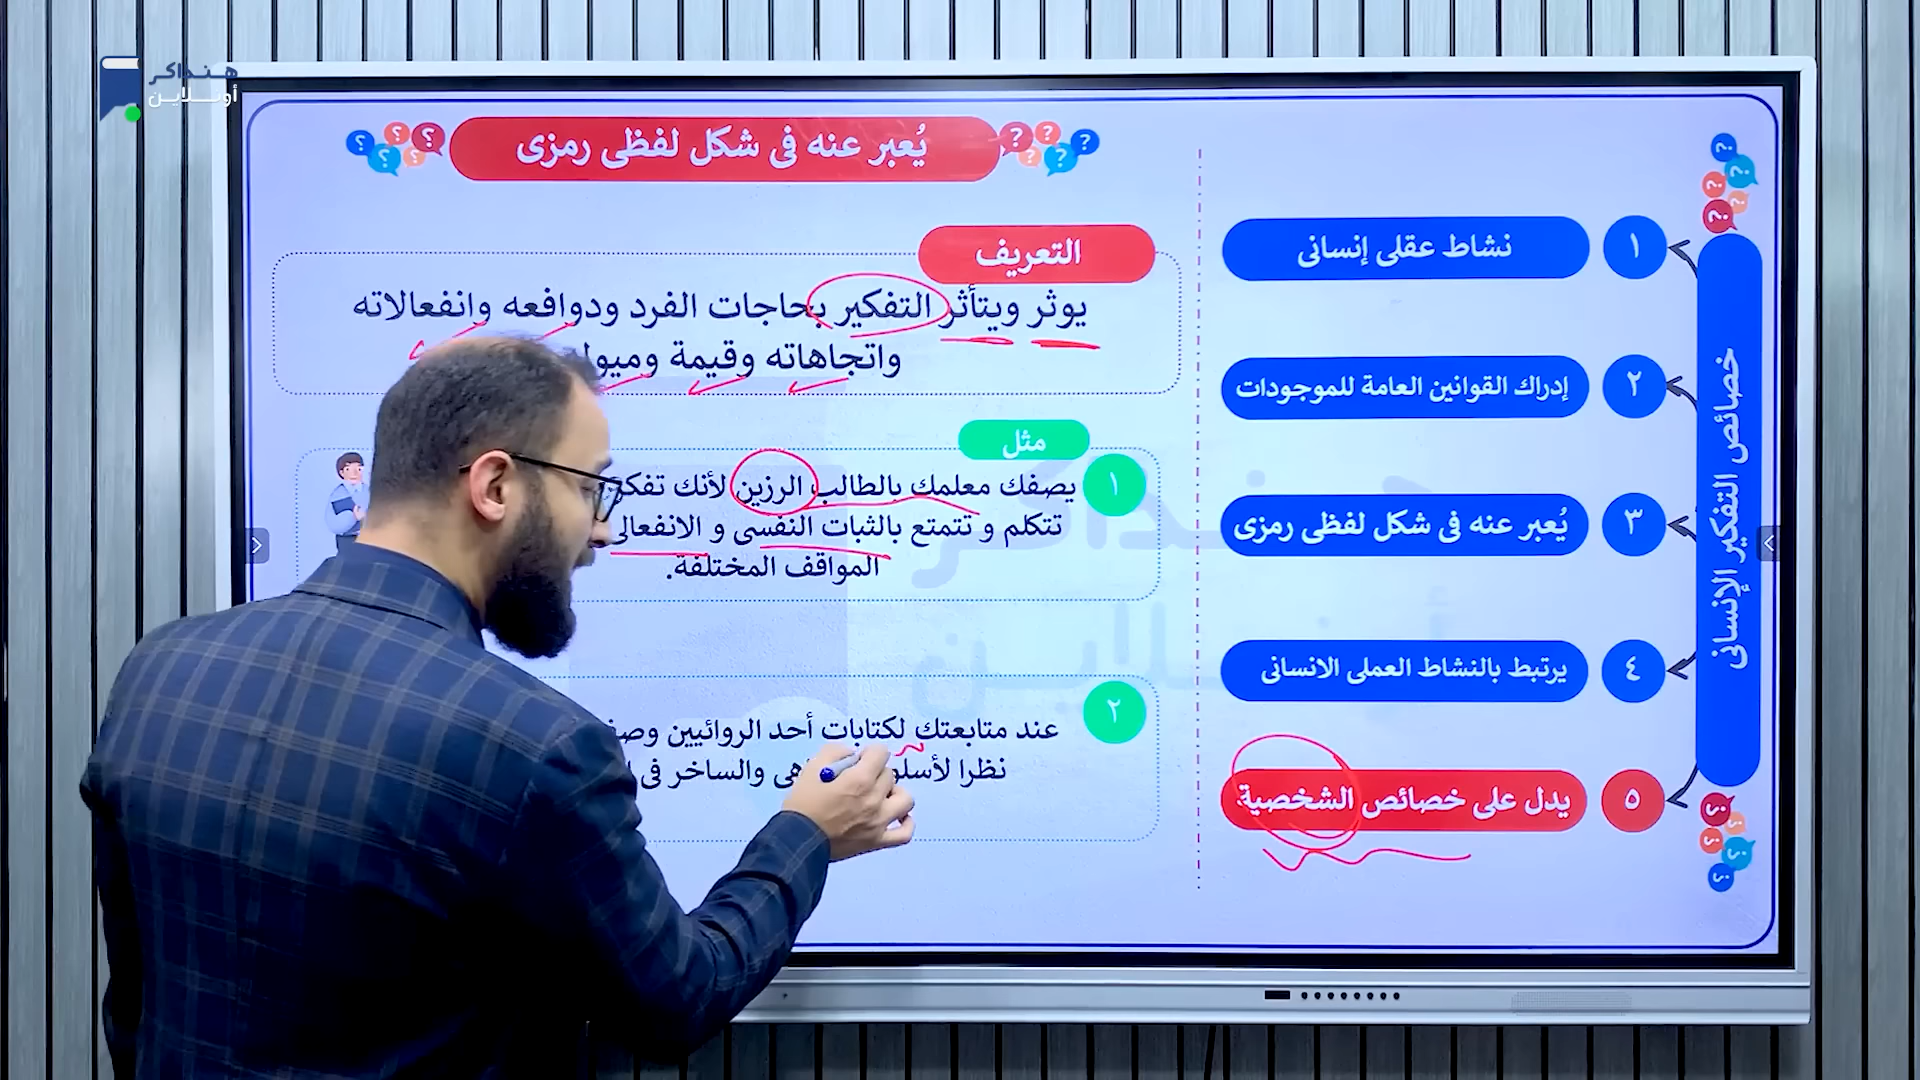 هنداكر
أونلاين
خصائص التفكير الإنسانى
١ نشاط عقلى إنسانى
٢ إدراك القوانين العامة للموجودات
٣ يُعبر عنه فى شكل لفظى رمزى
٤ يرتبط بالنشاط العملى الانسانى
٥ يدل على خصائص الشخصية
يُعبر عنه فى شكل لفظى رمزى
التعريف
يوثر ويتأثر التفكير بحاجات الفرد ودوافعه وانفعالاته
واتجاهاته وقيمة
مثل
١ يصفك معلمك بالطالب الرزين لأنك تفكر
تتكلم و تتمتع بالثبات النفسى و الانفعالى
المواقف المختلفة.
٢ عند متابعتك لكتابات أحد الروائيين
نظرا والساخر فى